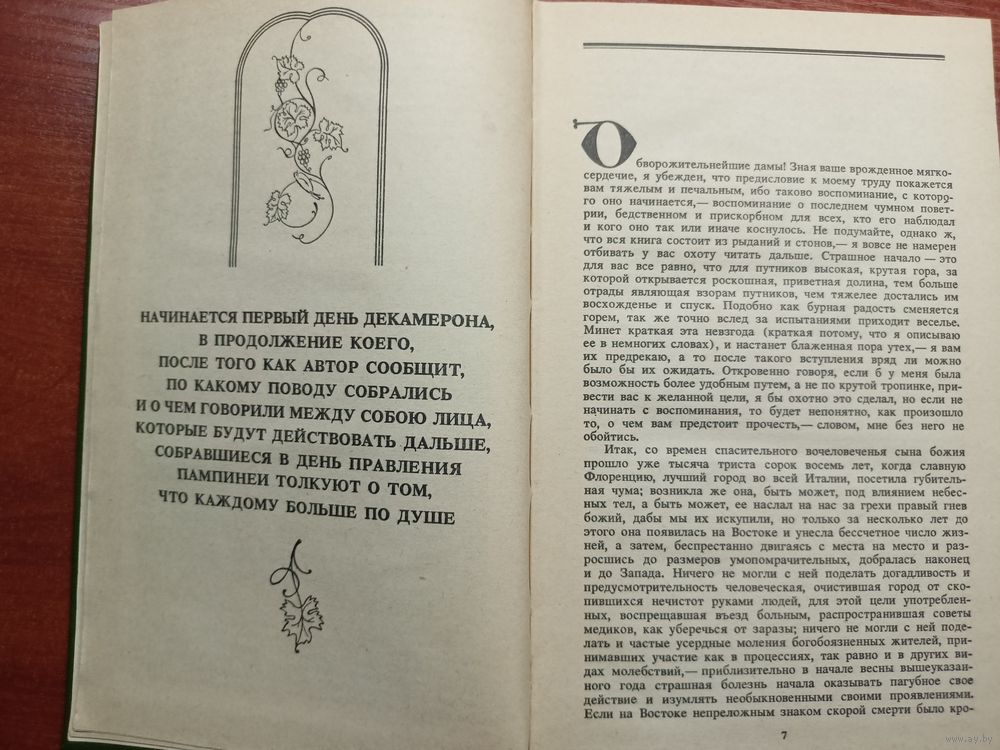 НАЧИНАЕТСЯ ПЕРВЫЙ ДЕНЬ ДЕКАМЕРОНА,
В ПРОДОЛЖЕНИЕ КОЕГО,
ПОСЛЕ ТОГО КАК АВТОР СООБЩИТ,
ПО КАКОМУ ПОВОДУ СОБРАЛИСЬ
И О ЧЕМ ГОВОРИЛИ МЕЖДУ СОБОЮ ЛИЦА,
КОТОРЫЕ БУДУТ ДЕЙСТВОВАТЬ ДАЛЬШЕ,
СОБРАВШИЕСЯ В ДЕНЬ ПРАВЛЕНИЯ
ПАМПИНЕИ ТОЛКУЮТ О ТОМ,
ЧТО КАЖДОМУ БОЛЬШЕ ПО ДУШЕ
Обворожительнейшие дамы! Зная ваше врожденное мягко-
сердечие, я убежден, что предисловие к моему труду покажется
вам тяжелым и печальным, ибо таково воспоминание, с которо-
го оно начинается,— воспоминание о последнем чумном повет-
рии, бедственном и прискорбном для всех, кто его наблюдал
и кого оно так или иначе коснулось. Не подумайте, однако ж,
что вся книга состоит из рыданий и стонов,— я вовсе не намерен
отбивать у вас охоту читать дальше. Страшное начало — это
для вас все равно, что для путников высокая, крутая гора, за
которой открывается роскошная, приветная долина, тем больше
отрады являющая взорам путников, чем тяжелее достались им
восхожденье и спуск. Подобно как бурная радость сменяется
горем, так же точно вслед за испытаниями приходит веселье.
Минет краткая эта невзгода (краткая потому, что я описываю
ее в немногих словах), и настанет блаженная пора утех,— я вам
их предрекаю, а то после такого вступления вряд ли можно
было бы их ожидать. Откровенно говоря, если б у меня была
возможность более удобным путем, а не по крутой тропинке, при-
вести вас к желанной цели, я бы охотно это сделал, но если не
начинать с воспоминания, то будет непонятно, как произошло
то, о чем вам предстоит прочесть,— словом, мне без него не
обойтись.
Итак, со времен спасительного вочеловеченья сына божия
прошло уже тысяча триста сорок восемь лет, когда славную
Флоренцию, лучший город во всей Италии, посетила губитель-
ная чума; возникла же она, быть может, под влиянием небес-
ных тел, а быть может, ее наслал на нас за грехи правый гнев
божий, дабы мы их искупили, но только за несколько лет до
этого она появилась на Востоке и унесла бессчетное число жиз-
ней, а затем, беспрестанно двигаясь с места на место и раз-
росшись до размеров умопомрачительных, добралась наконец
и до Запада. Ничего не могли с ней поделать догадливость и
предусмотрительность человеческая, очистившая город от ско-
пившихся нечистот руками людей, для этой цели употреблен-
ных, воспрещавшая въезд больным, распространившая советы
медиков, как уберечься от заразы; ничего не могли с ней поде-
лать и частые усердные моления богобоязненных жителей, при-
нимавших участие как в процессиях, так равно и в других ви-
дах молебствий,— приблизительно в начале весны вышеуказан-
ного года страшная болезнь начала оказывать пагубное свое
действие и изумлять необыкновенными своими проявлениями.
Если на Востоке непреложным знаком скорой смерти было кро-
7
www.ay.by